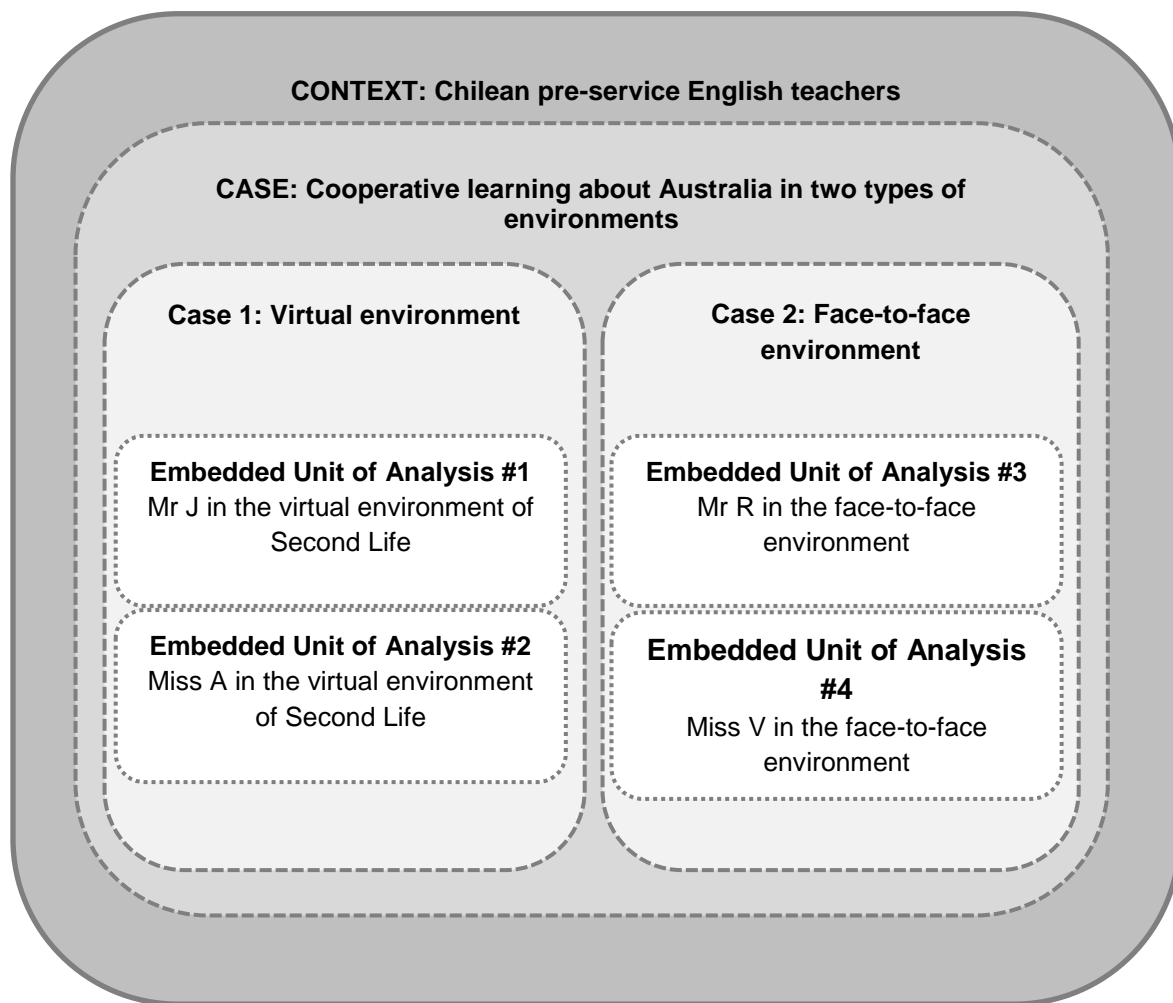 CONTEXT: Chilean pre-service English teachers
CASE: Cooperative learning about Australia in two types of
environments
Case 1: Virtual environment
Embedded Unit of Analysis #1
Mr J in the virtual environment of
Second Life
Embedded Unit of Analysis #2
Miss A in the virtual environment
of Second Life
Case 2: Face-to-face
environment
Embedded Unit of Analysis #3
Mr R in the face-to-face
environment
Embedded Unit of Analysis
#4
Miss V in the face-to-face
environment